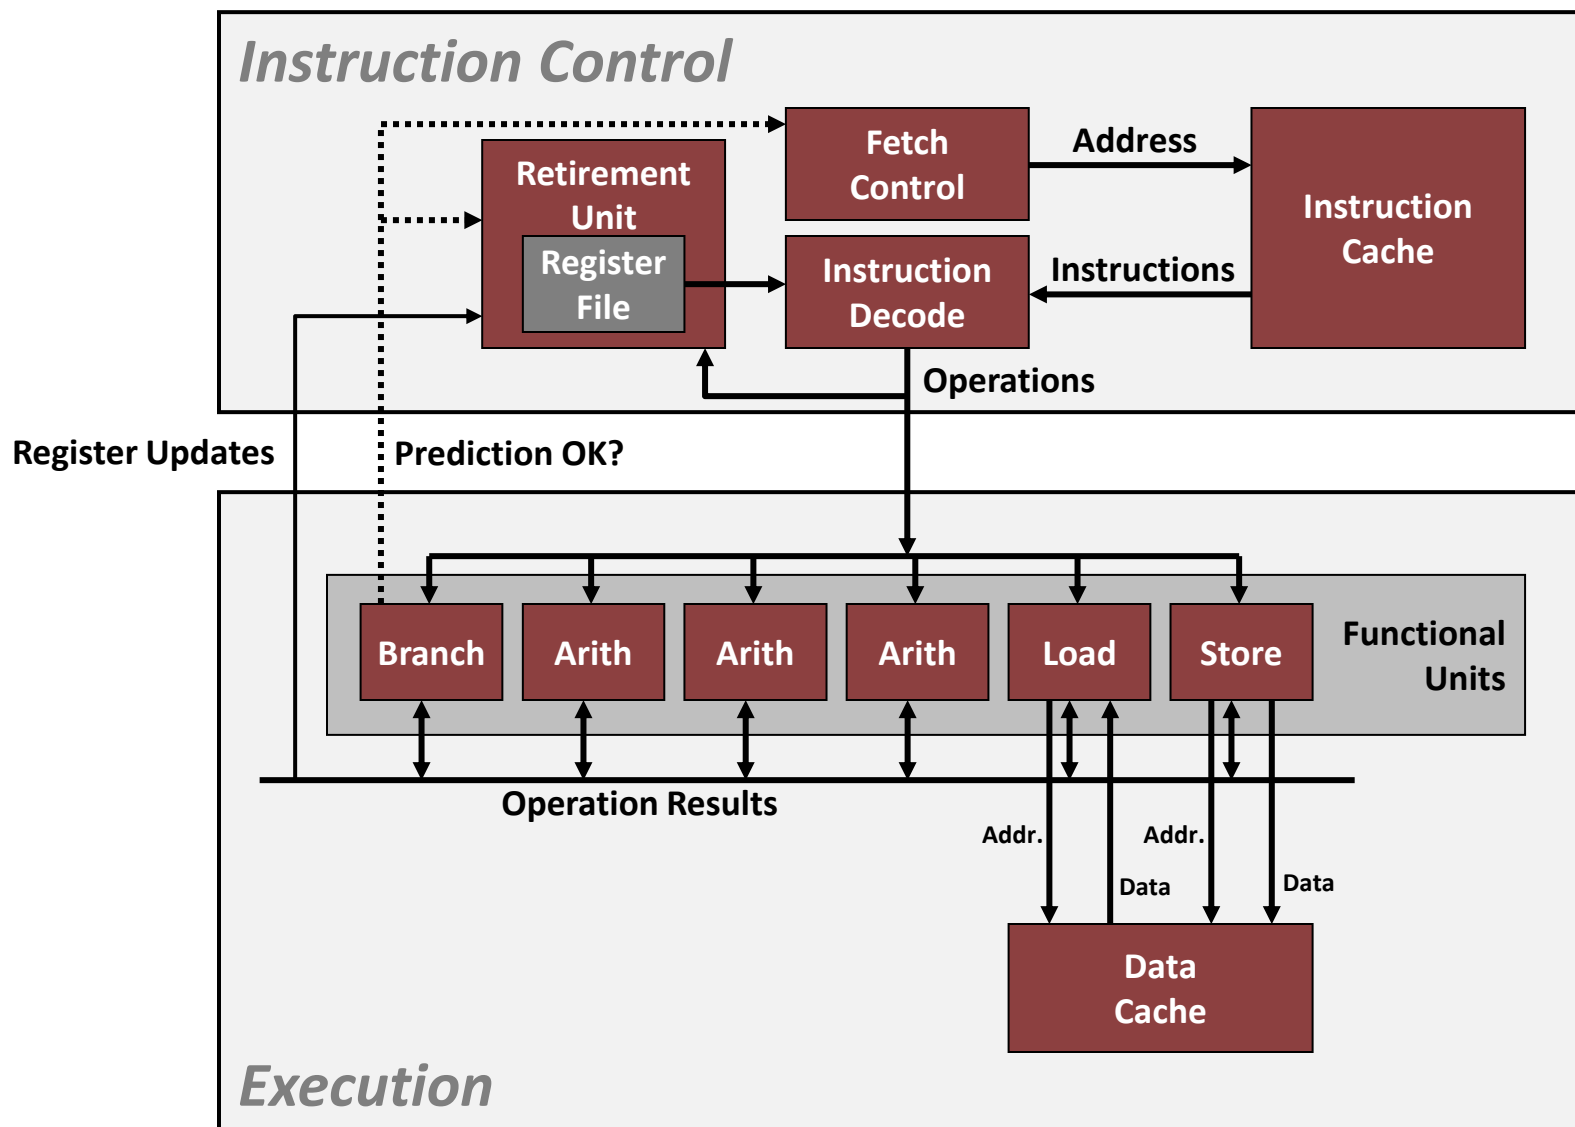 Instruction Control
Retirement
Unit
Register
File
Fetch
Control
Address
Instruction
Cache
Instruction
Decode
Instructions
Operations
Register Updates
Prediction OK?
Branch
Arith
Arith
Arith
Load
Store
Functional
Units
Operation Results
Addr.
Addr.
Data
Data
Data
Cache
Execution